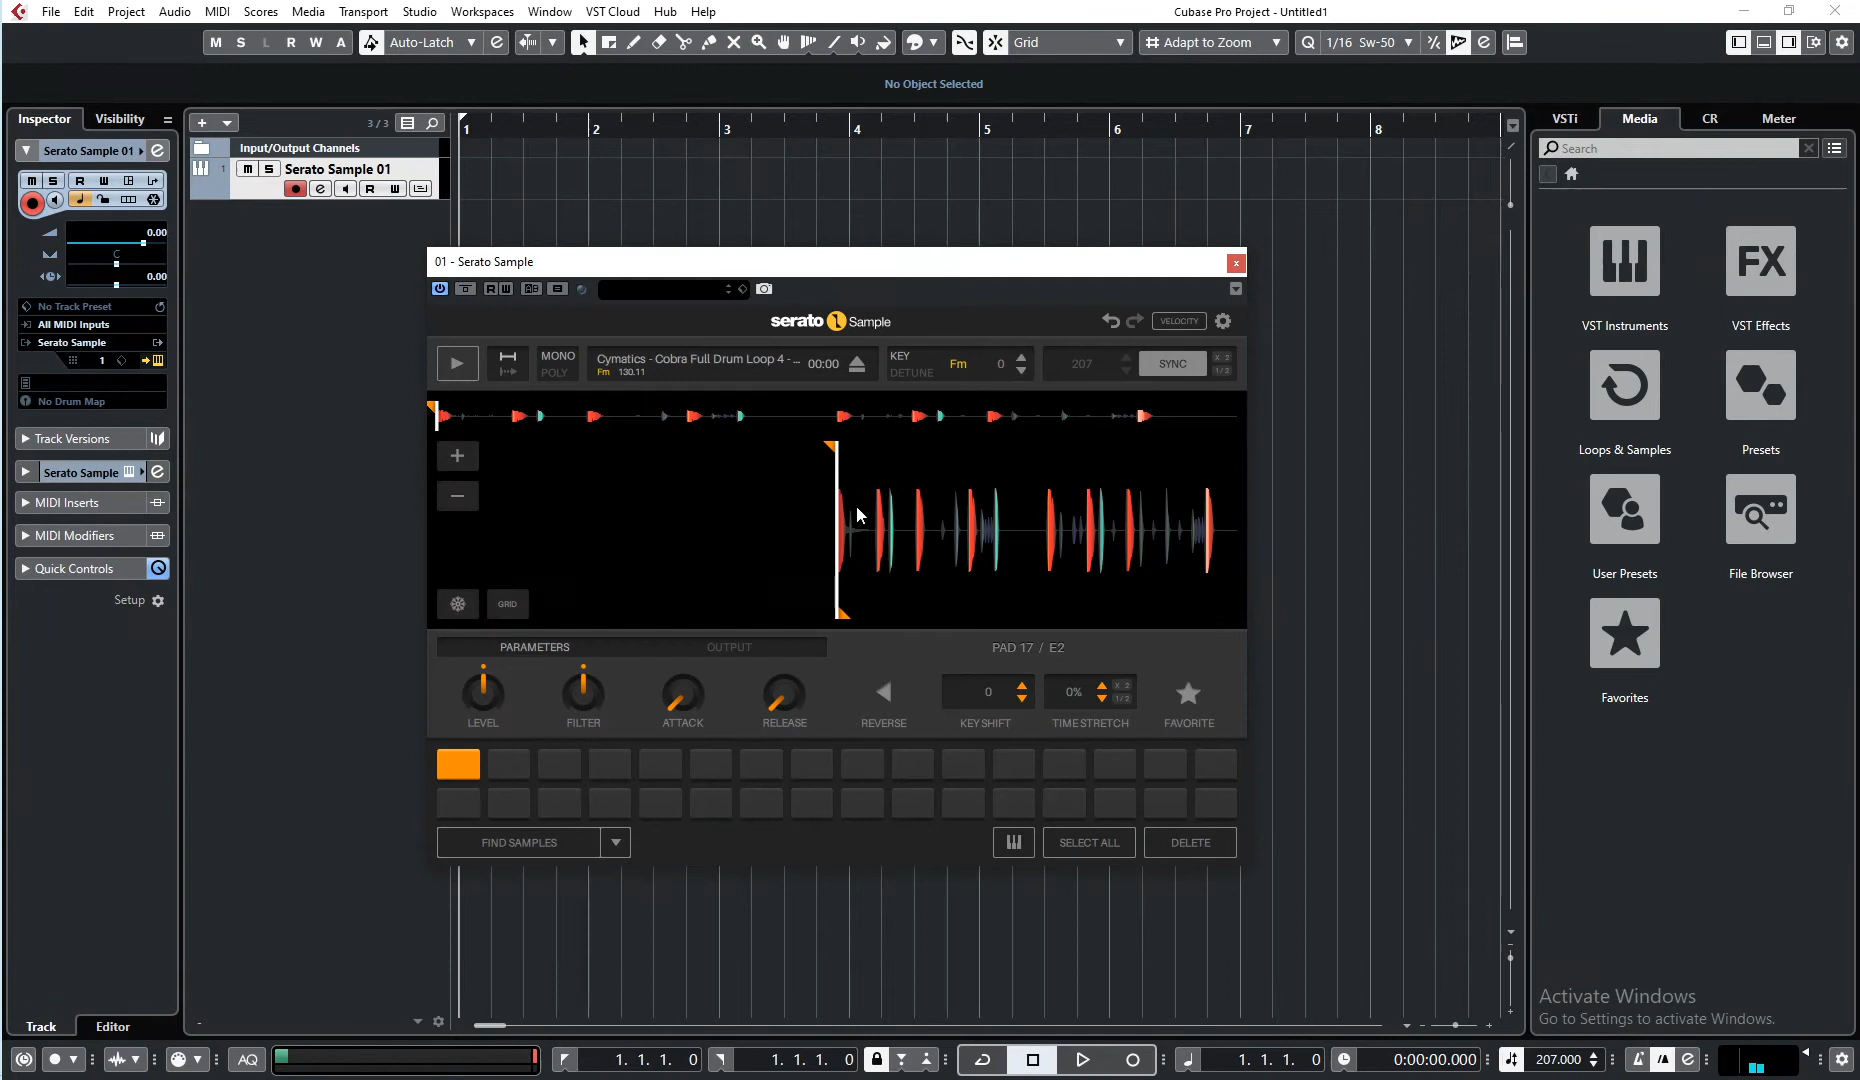 File Edit Project Audio MIDI Scores Media Transport Studio Workspaces Window VST Cloud Hub Help
Cubase Pro Project - Untitled1
M S L R W A Auto-Latch Grid Adapt to Zoom Q 1/16 Sw-50
No Object Selected
Inspector Visibility
3 / 3
1 2 3 4 5 6 7 8
VSTi Media CR Meter
Serato Sample 01
Input/Output Channels
Search
M S R W
1 M S Serato Sample 01
R W
0.00
C
0.00
No Track Preset
All MIDI Inputs
Serato Sample
1
No Drum Map
Track Versions
Serato Sample
MIDI Inserts
MIDI Modifiers
Quick Controls
Setup
01 - Serato Sample
R W AB
serato Sample
VELOCITY
MONO
POLY
Cymatics - Cobra Full Drum Loop 4 - ...
Fm 130.11
00:00
KEY
DETUNE
Fm 0
207
SYNC
X 2
1/2
+
−
GRID
PARAMETERS OUTPUT PAD 17 / E2
0 0% X 2
1/2
LEVEL FILTER ATTACK RELEASE REVERSE KEY SHIFT TIME STRETCH FAVORITE
FIND SAMPLES SELECT ALL DELETE
FX
VST Instruments VST Effects
Loops & Samples Presets
User Presets File Browser
Favorites
Activate Windows
Go to Settings to activate Windows.
Track Editor
AQ 1. 1. 1. 0 1. 1. 1. 0 1. 1. 1. 0 0:00:00.000 207.000